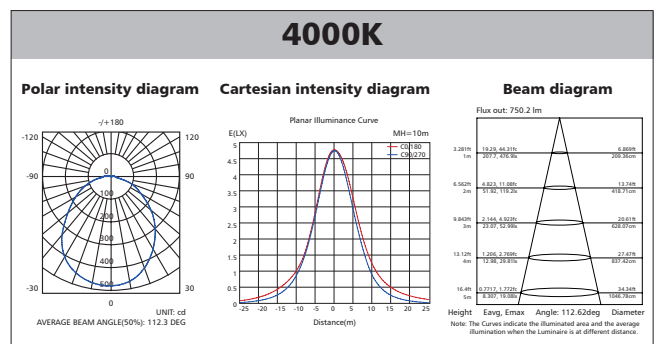 4000K
Polar intensity diagram
-/+180
-120
120
-90
90
-30
30
0
0
100
200
300
400
500
UNIT: cd
AVERAGE BEAM ANGLE(50%): 112.3 DEG
Cartesian intensity diagram
Planar Illuminance Curve
E(LX)
MH=10m
C0/180
C90/270
5
4.5
4
3.5
3
2.5
2
1.5
1
0.5
0
-25 -20 -15 -10 -5 0 5 10 15 20 25
Distance(m)
Beam diagram
Flux out: 750.2 lm
3.281ft 19.29, 44.31fc 6.869ft
1m 207.7, 476.9lx 209.36cm
6.562ft 4.823, 11.08fc 13.74ft
2m 51.92, 119.2lx 418.71cm
9.843ft 2.144, 4.923fc 20.61ft
3m 23.07, 52.99lx 628.07cm
13.12ft 1.206, 2.769fc 27.47ft
4m 12.98, 29.81lx 837.42cm
16.4ft 0.7717, 1.772fc 34.34ft
5m 8.307, 19.08lx 1046.78cm
Height Eavg, Emax Angle: 112.62deg Diameter
Note: The Curves indicate the illuminated area and the average
illumination when the Luminaire is at different distance.